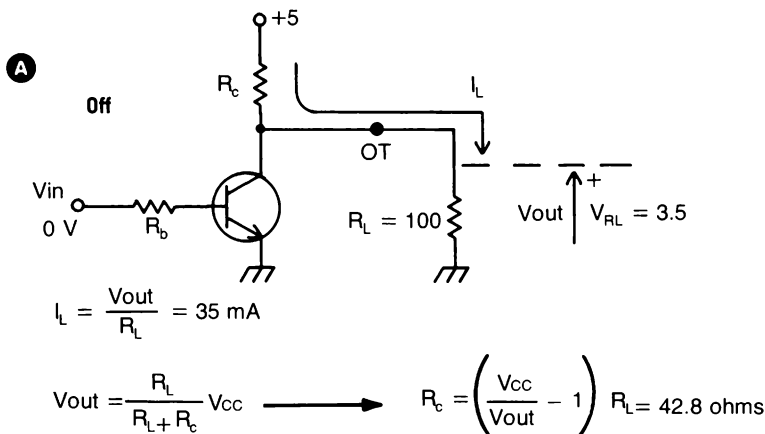 +5
A
Rc
IL
Off
OT
Vin
0 V
Rb
RL = 100
Vout
+
VRL = 3.5
IL = Vout / RL = 35 mA
Vout = RL / RL + Rc Vcc
Rc = (Vcc / Vout - 1) RL = 42.8 ohms